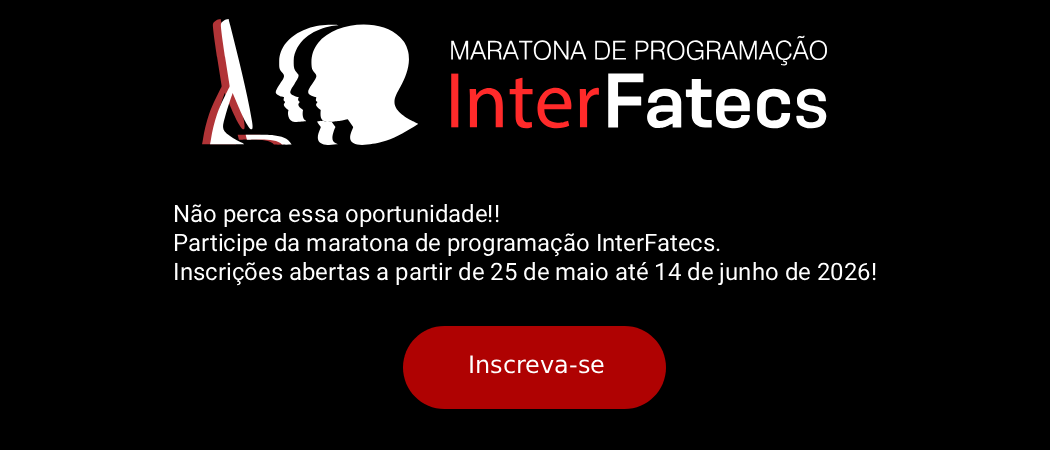 MARATONA DE PROGRAMAÇÃO
InterFatecs
Não perca essa oportunidade!!
Participe da maratona de programação InterFatecs.
Inscrições abertas a partir de 25 de maio até 14 de junho de 2026!
Inscreva-se